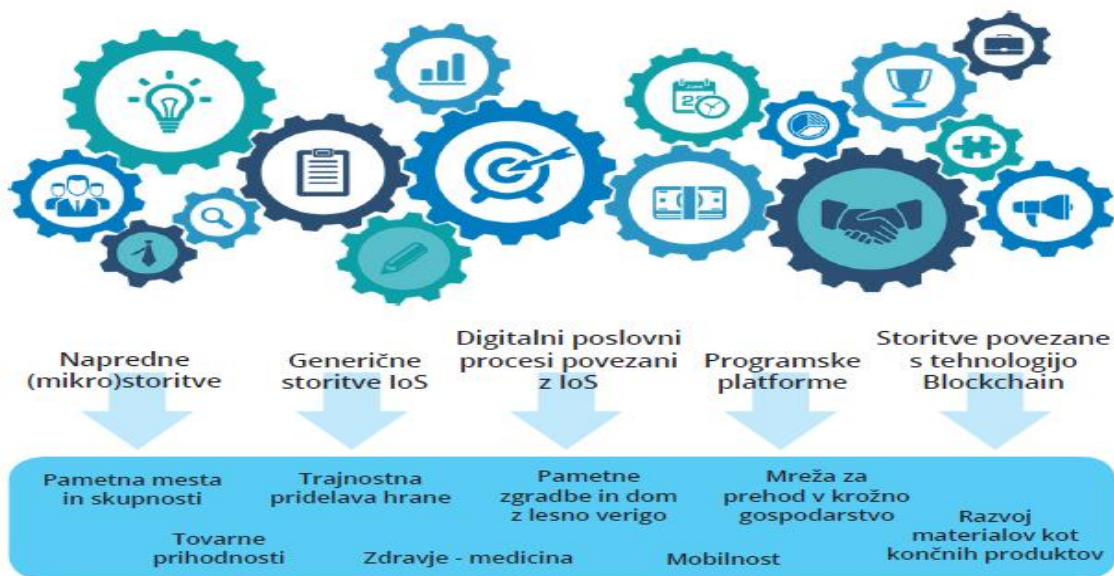 Napredne
(mikro)storitve
Generične
storitve IoS
Digitalni poslovni
procesi povezani
z IoS
Programske
platforme
Storitve povezane
s tehnologijo
Blockchain
Pametna mesta
in skupnosti
Trajnostna
pridelava hrane
Pametne
zgradbe in dom
z lesno verigo
Mreža za
prehod v krožno
gospodarstvo
Razvoj
materialov kot
končnih produktov
Tovarne
prihodnosti
Zdravje - medicina
Mobilnost